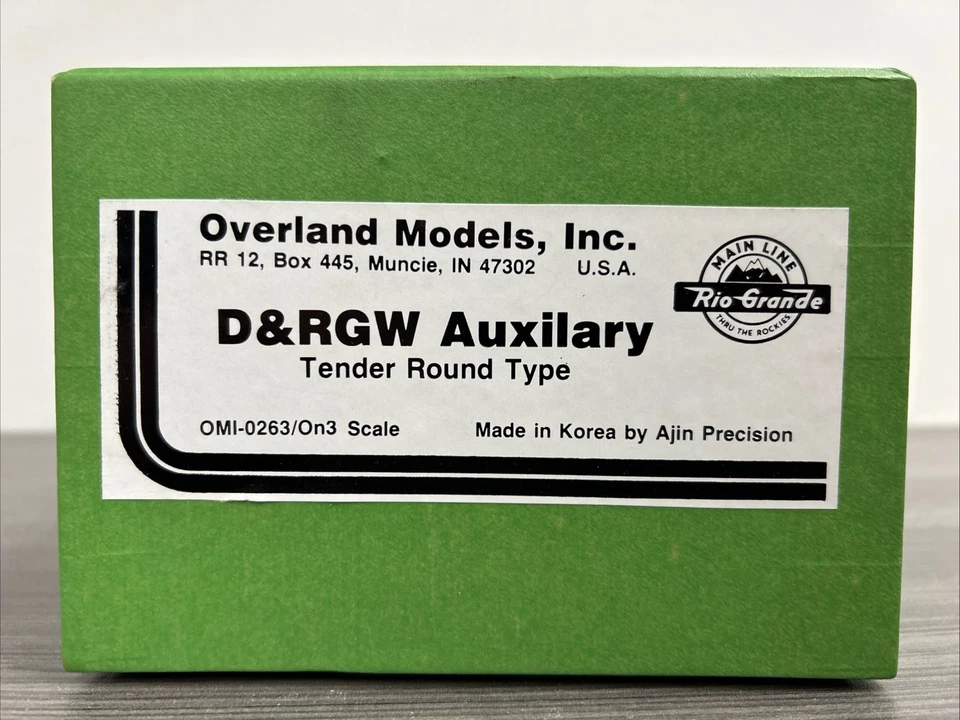 Overland Models, Inc.
RR 12, Box 445, Muncie, IN 47302 U.S.A.
MAIN LINE
Rio Grande
THRU THE ROCKIES
D&RGW Auxilary
Tender Round Type
OMI-0263/On3 Scale Made in Korea by Ajin Precision